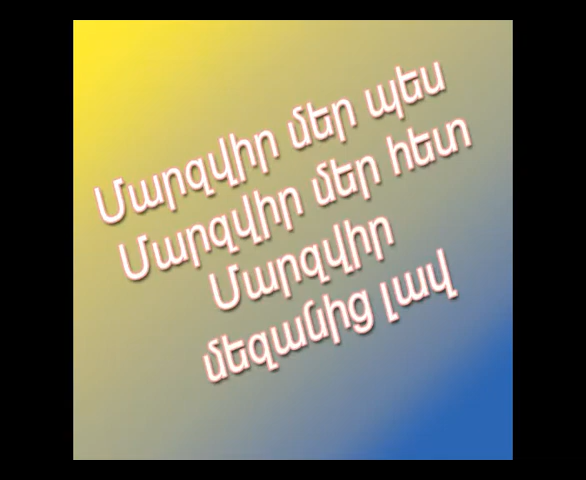 Մարզվիր մեր պես
Մարզվիր մեր հետ
Մարզվիր
մեզանից լավ